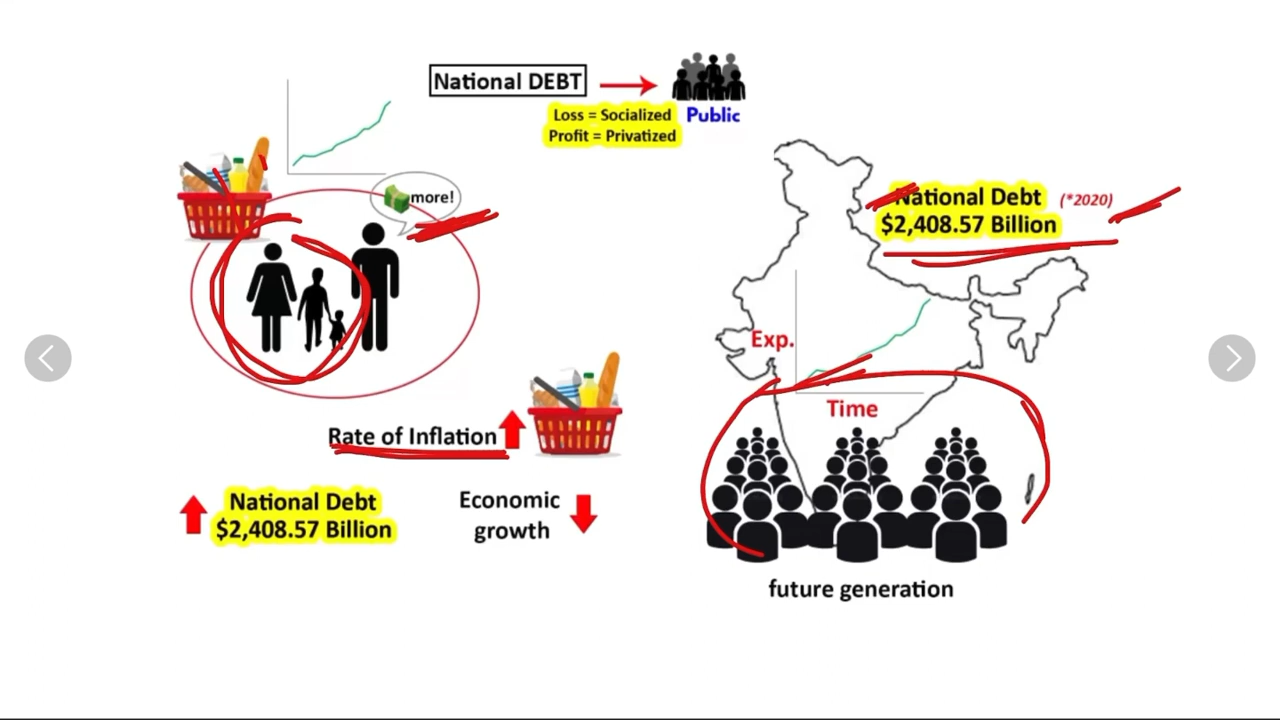 National DEBT
Loss = Socialized
Profit = Privatized
Public
more!
National Debt (*2020)
$2,408.57 Billion
Exp.
Time
Rate of Inflation
National Debt
$2,408.57 Billion
Economic
growth
future generation